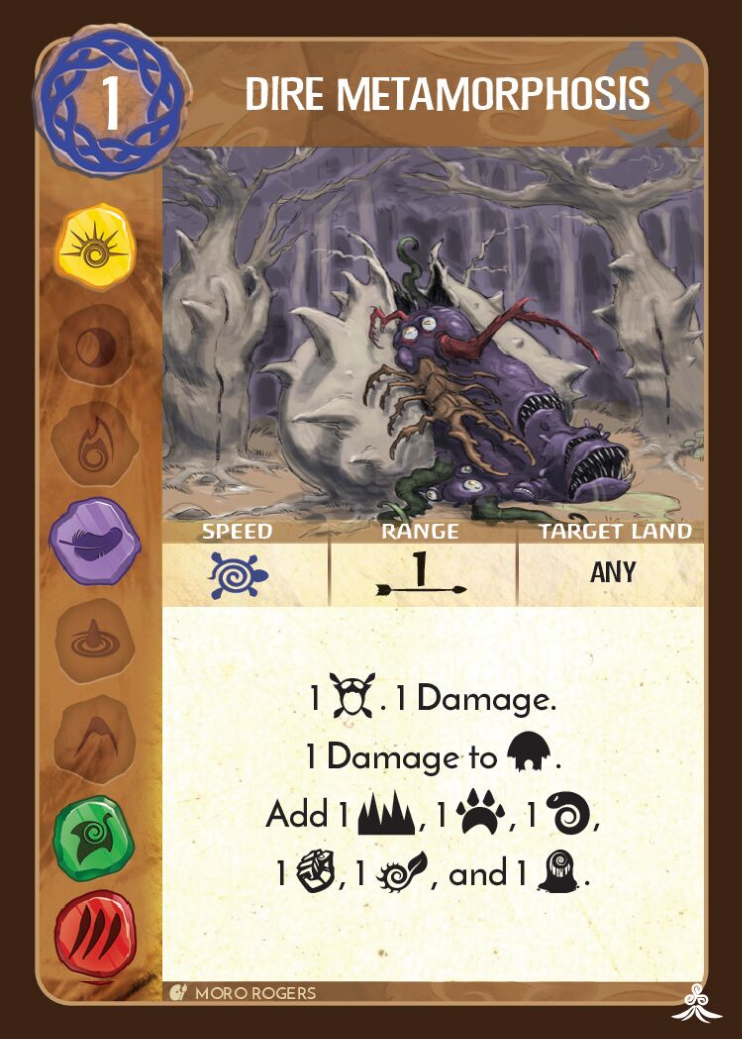 1
DIRE METAMORPHOSIS
SPEED RANGE TARGET LAND
1 ANY
1 . 1 Damage.
1 Damage to .
Add 1 , 1 , 1 ,
1 , 1 , and 1 .
MORO ROGERS